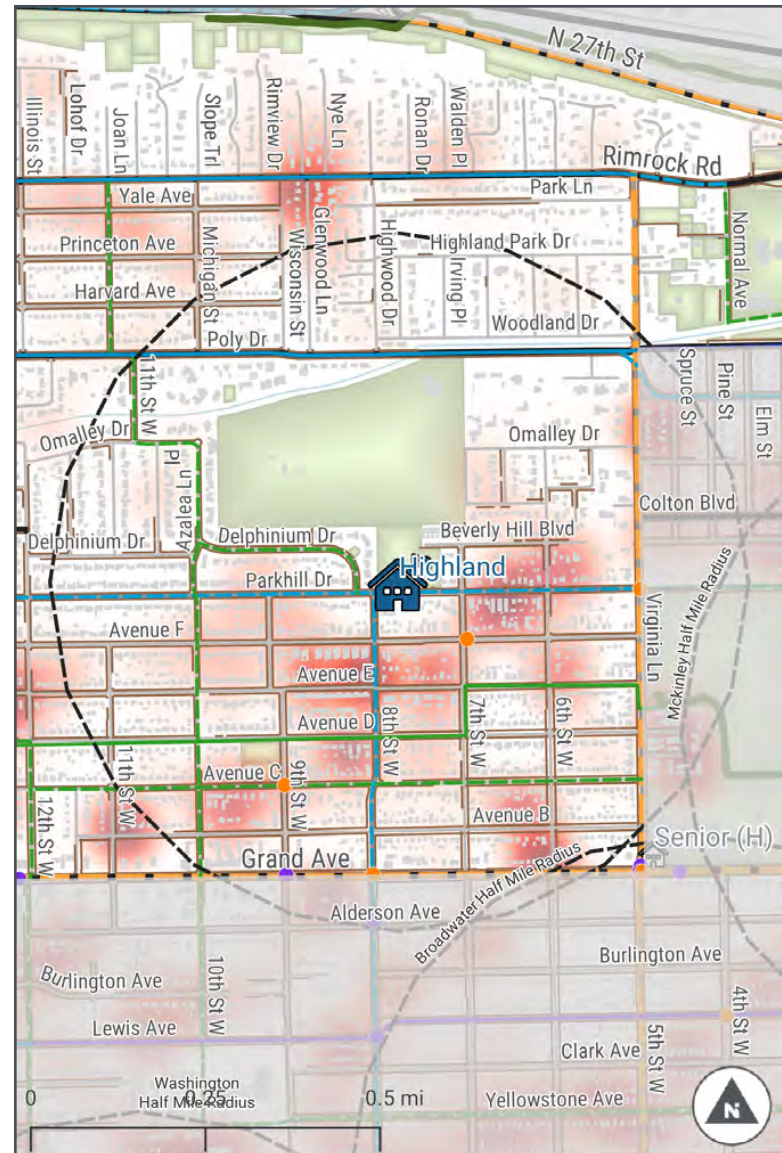 N 27th St
Illinois St
Lohof Dr
Joan Ln
Slope Trl
Rimview Dr
Nye Ln
Ronan Dr
Walden Pl
Rimrock Rd
Yale Ave
Park Ln
Princeton Ave
Michigan St
Wisconsin St
Glenwood Ln
Highwood Dr
Highland Park Dr
Irving Pl
Normal Ave
Harvard Ave
Woodland Dr
Poly Dr
11th St W
Spruce St
Pine St
Elm St
Omalley Dr
Omalley Dr
Azalea Ln
Pl
Colton Blvd
Delphinium Dr
Delphinium Dr
Beverly Hill Blvd
Parkhill Dr
Highland
Avenue F
Virginia Ln
Mckinley Half Mile Radius
Avenue E
Avenue D
8th St W
7th St W
6th St W
Avenue C
9th St W
11th St W
12th St W
Avenue B
Grand Ave
Senior (H)
Broadwater Half Mile Radius
Alderson Ave
Burlington Ave
Burlington Ave
10th St W
Lewis Ave
5th St W
4th St W
Clark Ave
Washington
Half Mile Radius
Yellowstone Ave
0
0.25
0.5 mi
N